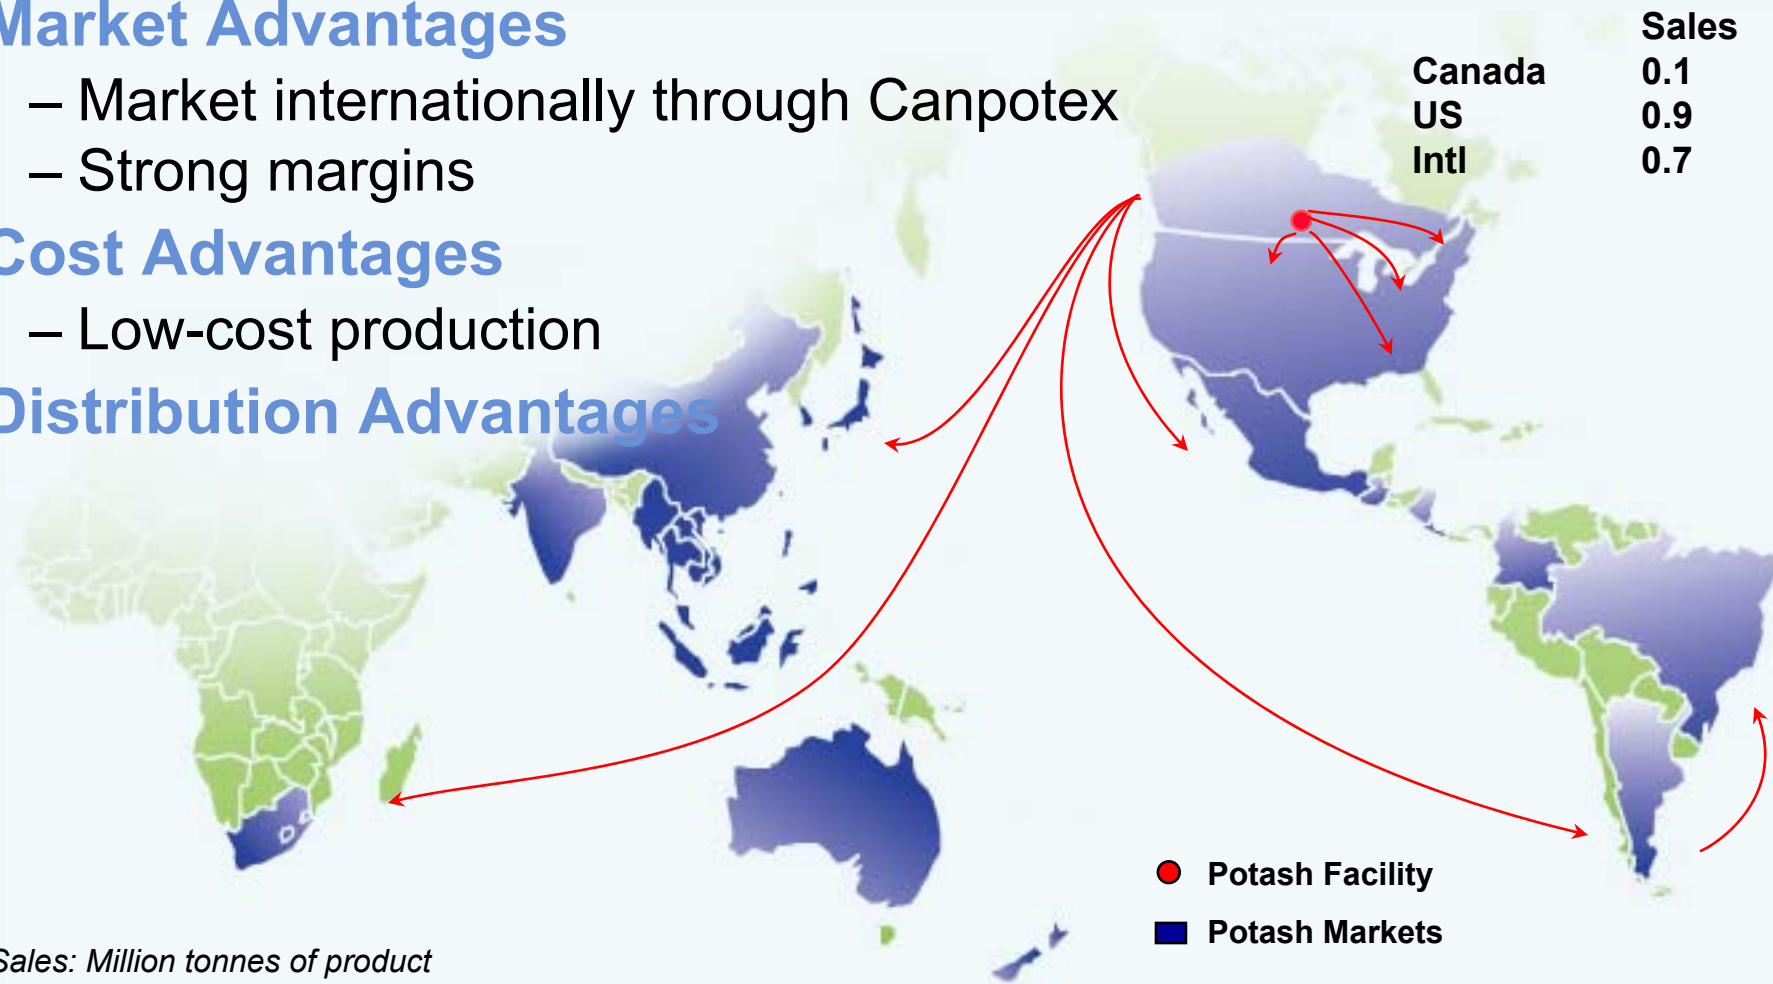 Market Advantages
– Market internationally through Canpotex
– Strong margins
Cost Advantages
– Low-cost production
Distribution Advantages
Sales
Canada 0.1
US 0.9
Intl 0.7
Potash Facility
Potash Markets
Sales: Million tonnes of product